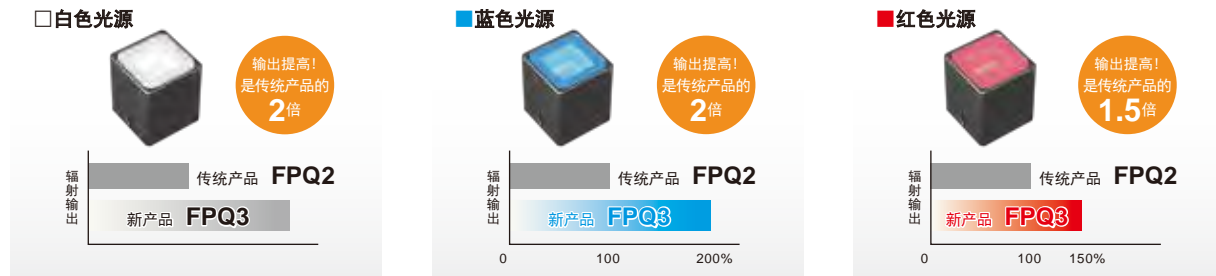 □白色光源
输出提高!
是传统产品的
2倍
辐射输出
传统产品 FPQ2
新产品 FPQ3
■蓝色光源
输出提高!
是传统产品的
2倍
辐射输出
传统产品 FPQ2
新产品 FPQ3
0 100 200%
■红色光源
输出提高!
是传统产品的
1.5倍
辐射输出
传统产品 FPQ2
新产品 FPQ3
0 100 150%